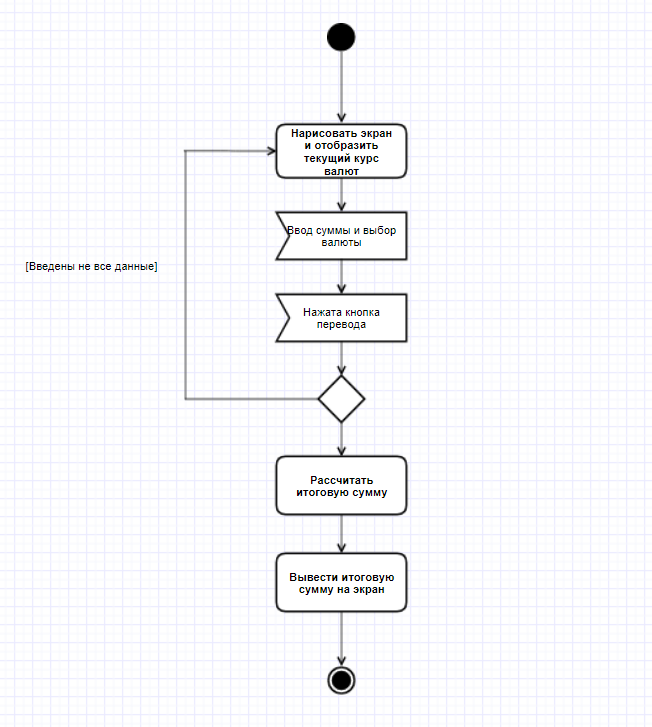 Нарисовать экран
и отобразить
текущий курс
валют
Ввод суммы и выбор
валюты
[Введены не все данные]
Нажата кнопка
перевода
Рассчитать
итоговую сумму
Вывести итоговую
сумму на экран